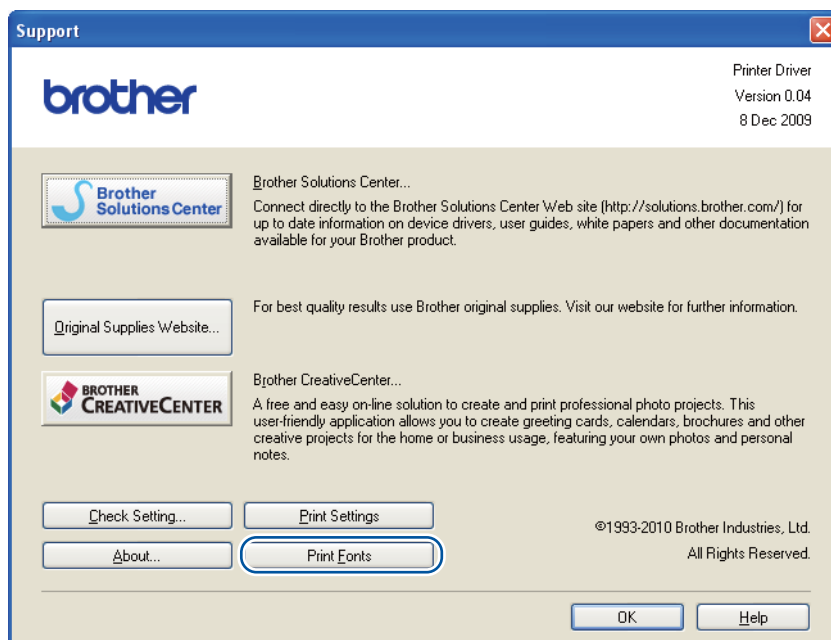 Support
brother
Printer Driver
Version 0.04
8 Dec 2009
Brother
Solutions Center
Brother Solutions Center...
Connect directly to the Brother Solutions Center Web site (http://solutions.brother.com/) for
up to date information on device drivers, user guides, white papers and other documentation
available for your Brother product.
Original Supplies Website...
For best quality results use Brother original supplies. Visit our website for further information.
BROTHER
CREATIVECENTER
Brother CreativeCenter...
A free and easy on-line solution to create and print professional photo projects. This
user-friendly application allows you to create greeting cards, calendars, brochures and other
creative projects for the home or business usage, featuring your own photos and personal
notes.
Check Setting...
Print Settings
©1993-2010 Brother Industries, Ltd.
About...
Print Fonts
All Rights Reserved.
OK
Help